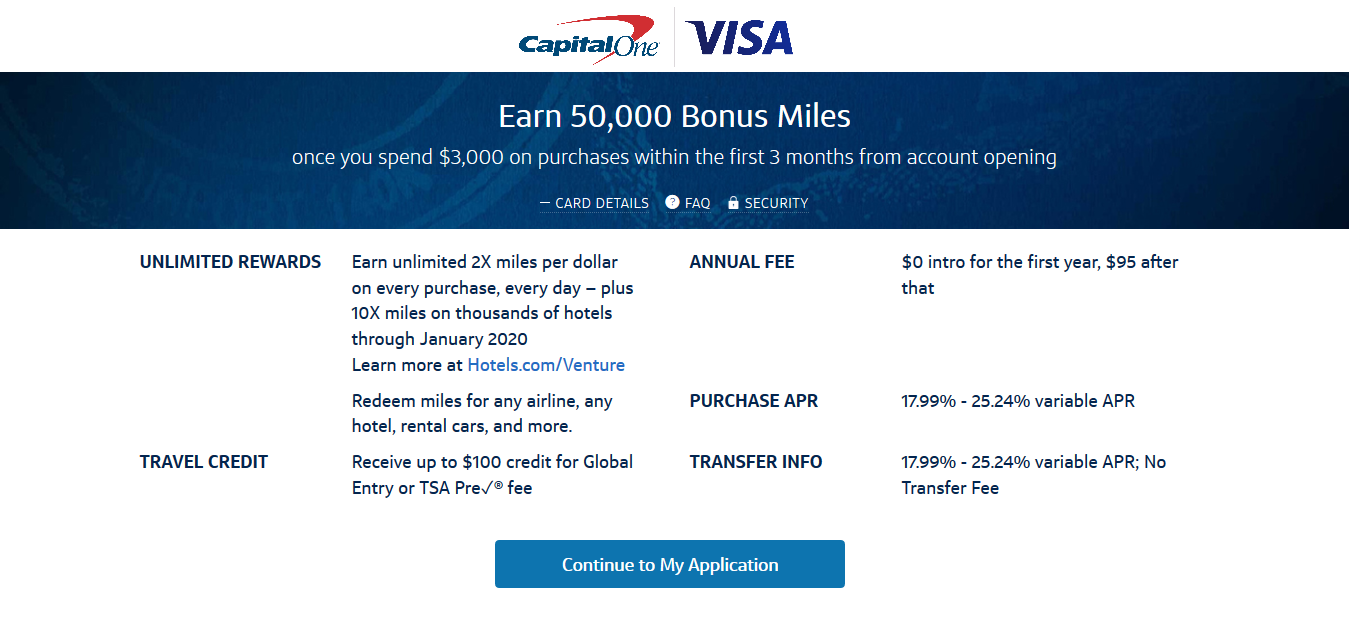 Capital One VISA
Earn 50,000 Bonus Miles
once you spend $3,000 on purchases within the first 3 months from account opening
CARD DETAILS ? FAQ SECURITY
UNLIMITED REWARDS
Earn unlimited 2X miles per dollar
on every purchase, every day – plus
10X miles on thousands of hotels
through January 2020
Learn more at Hotels.com/Venture
Redeem miles for any airline, any
hotel, rental cars, and more.
ANNUAL FEE
$0 intro for the first year, $95 after
that
PURCHASE APR
17.99% - 25.24% variable APR
TRAVEL CREDIT
Receive up to $100 credit for Global
Entry or TSA Pre✓® fee
TRANSFER INFO
17.99% - 25.24% variable APR; No
Transfer Fee
Continue to My Application